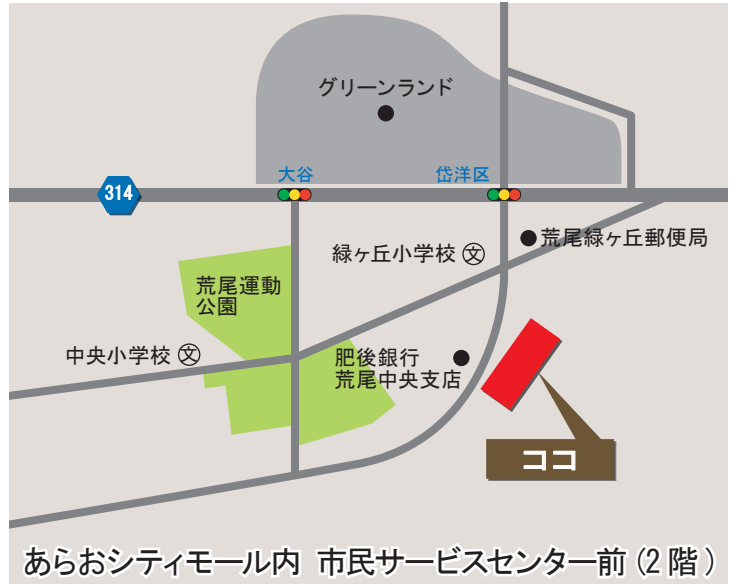 グリーンランド
大谷
岱洋区
314
荒尾緑ヶ丘郵便局
緑ヶ丘小学校 文
荒尾運動
公園
中央小学校 文
肥後銀行
荒尾中央支店
ココ
あらおシティモール内 市民サービスセンター前(2階)